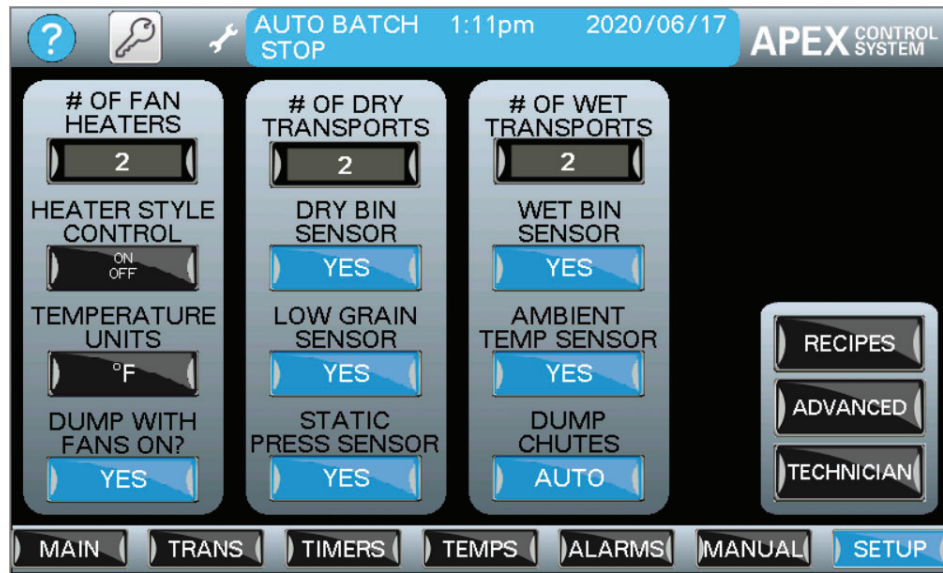 ?
AUTO BATCH 1:11pm 2020/06/17
STOP
APEX CONTROL SYSTEM
# OF FAN
HEATERS
2
HEATER STYLE
CONTROL
ON
OFF
TEMPERATURE
UNITS
°F
DUMP WITH
FANS ON?
YES
# OF DRY
TRANSPORTS
2
DRY BIN
SENSOR
YES
LOW GRAIN
SENSOR
YES
STATIC
PRESS SENSOR
YES
# OF WET
TRANSPORTS
2
WET BIN
SENSOR
YES
AMBIENT
TEMP SENSOR
YES
DUMP
CHUTES
AUTO
RECIPES
ADVANCED
TECHNICIAN
MAIN TRANS TIMERS TEMPS ALARMS MANUAL SETUP